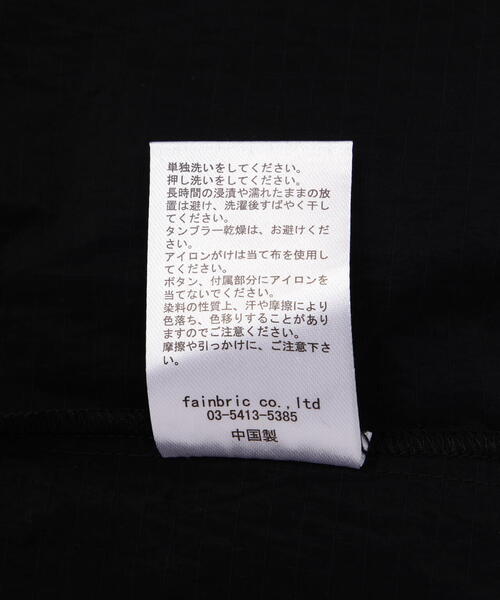 単独洗いをしてください。
押し洗いをしてください。
長時間の浸漬や濡れたままの放
置は避け、洗濯後すばやく干し
てください。
タンブラー乾燥は、お避けくだ
さい。
アイロンがけは当て布を使用し
てください。
ボタン、付属部分にアイロンを
当てないでください。
染料の性質上、汗や摩擦により
色落ち、色移りすることがあり
ますのでご注意ください。
摩擦や引っかけに、ご注意下さ
い。
fainbric co.,ltd
03-5413-5385
中国製